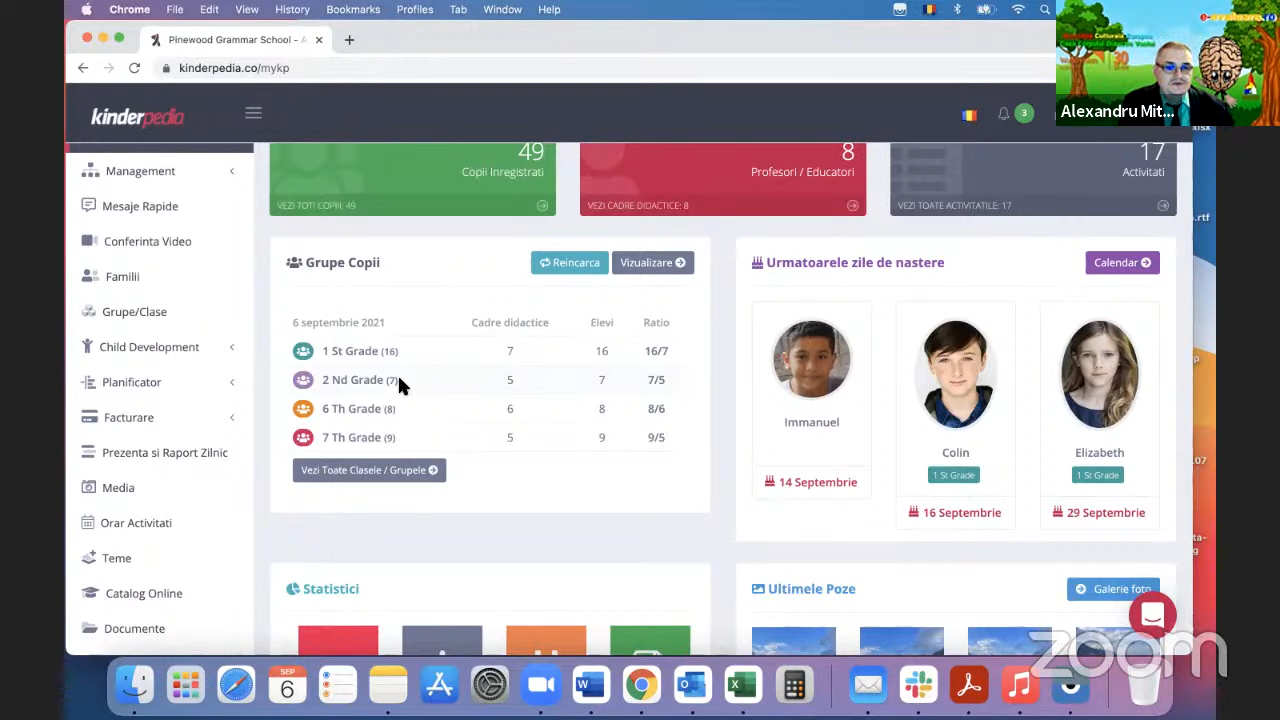 Chrome File Edit View History Bookmarks Profiles Tab Window Help
Pinewood Grammar School - A
kinderpedia.co/mykp
kinderpedia
3
Alexandru Mit...
Management
Mesaje Rapide
Conferinta Video
Familii
Grupe/Clase
Child Development
Planificator
Facturare
Prezenta si Raport Zilnic
Media
Orar Activitati
Teme
Catalog Online
Documente
49
Copii Inregistrati
VEZI TOTI COPIII: 49
8
Profesori / Educatori
VEZI CADRE DIDACTICE: 8
17
Activitati
VEZI TOATE ACTIVITATILE: 17
Grupe Copii
Reincarca
Vizualizare
6 septembrie 2021 Cadre didactice Elevi Ratio
1 St Grade (16) 7 16 16/7
2 Nd Grade (7) 5 7 7/5
6 Th Grade (8) 6 8 8/6
7 Th Grade (9) 5 9 9/5
Vezi Toate Clasele / Grupele
Urmatoarele zile de nastere
Calendar
Immanuel
14 Septembrie
Colin
1 St Grade
16 Septembrie
Elizabeth
1 St Grade
29 Septembrie
Statistici
Ultimele Poze
Galerie foto
.rtf
SEP
6
zoom